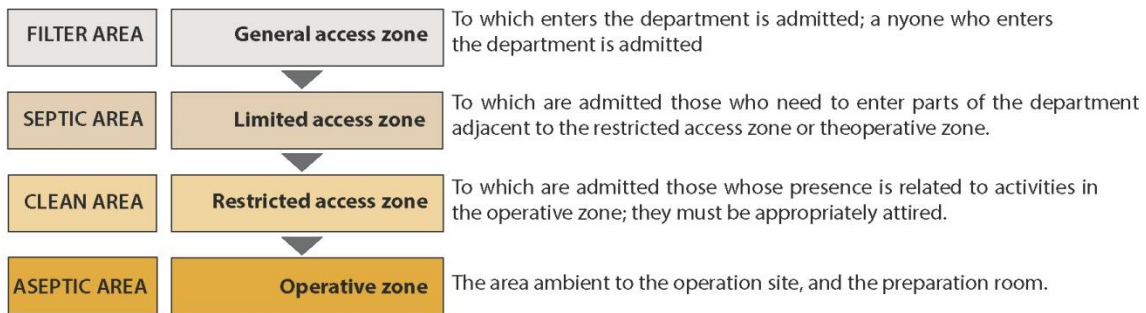 FILTER AREA
General access zone
To which enters the department is admitted; a nyone who enters
the department is admitted
SEPTIC AREA
Limited access zone
To which are admitted those who need to enter parts of the department
adjacent to the restricted access zone or theoperative zone.
CLEAN AREA
Restricted access zone
To which are admitted those whose presence is related to activities in
the operative zone; they must be appropriately attired.
ASEPTIC AREA
Operative zone
The area ambient to the operation site, and the preparation room.